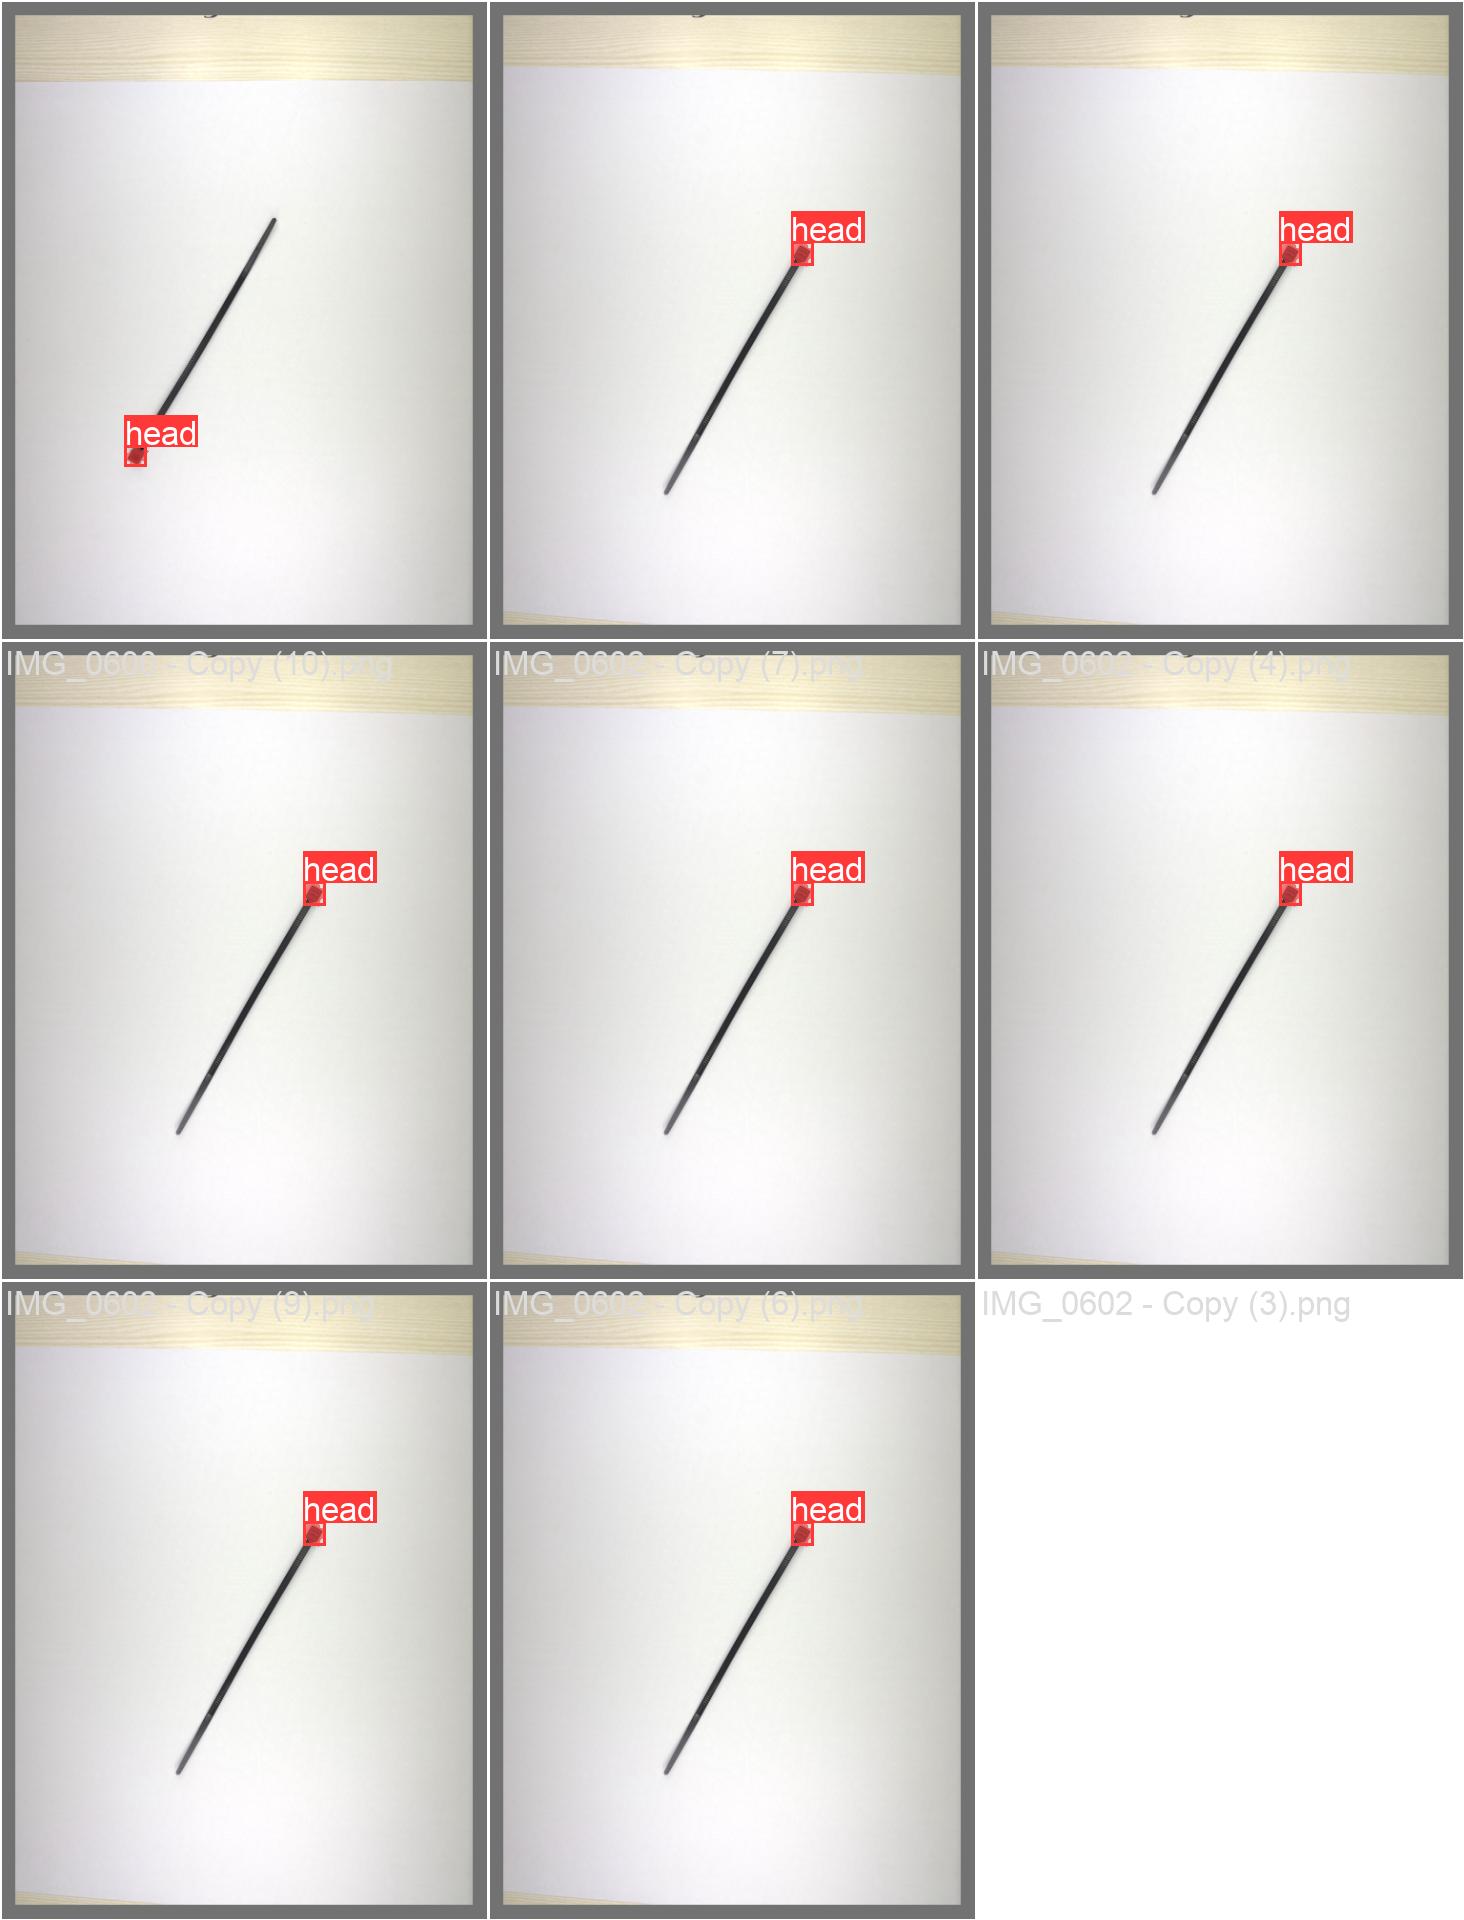 head
head
head
IMG_0600 - Copy (10).png
IMG_0602 - Copy (7).png
IMG_0602 - Copy (4).png
head
head
head
IMG_0602 - Copy (9).png
IMG_0602 - Copy (6).png
IMG_0602 - Copy (3).png
head
head